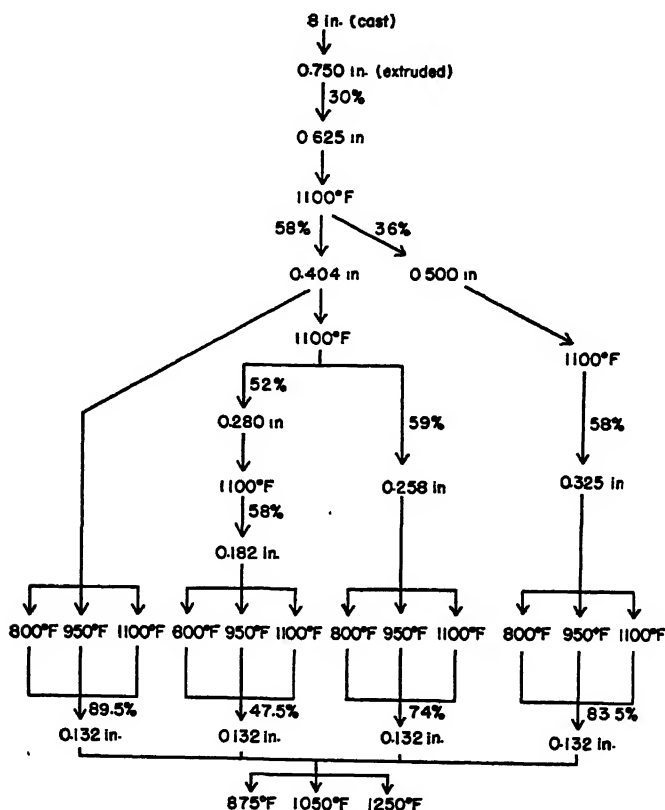 8 in. (cast)
0.750 in. (extruded)
30%
0.625 in
1100°F
58% 36%
0.404 in 0 500 in
1100°F
1100°F
52%
59% 58%
0.280 in
1100°F 0.258 in 0.325 in
58%
0.182 in.
800°F 950°F 1100°F 600°F 950°F 1100°F 800°F 950°F 1100°F 800°F 950°F 1100°F
89.5% 47.5% 74% 83 5%
0.132 in. 0.132 in. 0.132 in. 0.132 in.
875°F 1050°F 1250°F